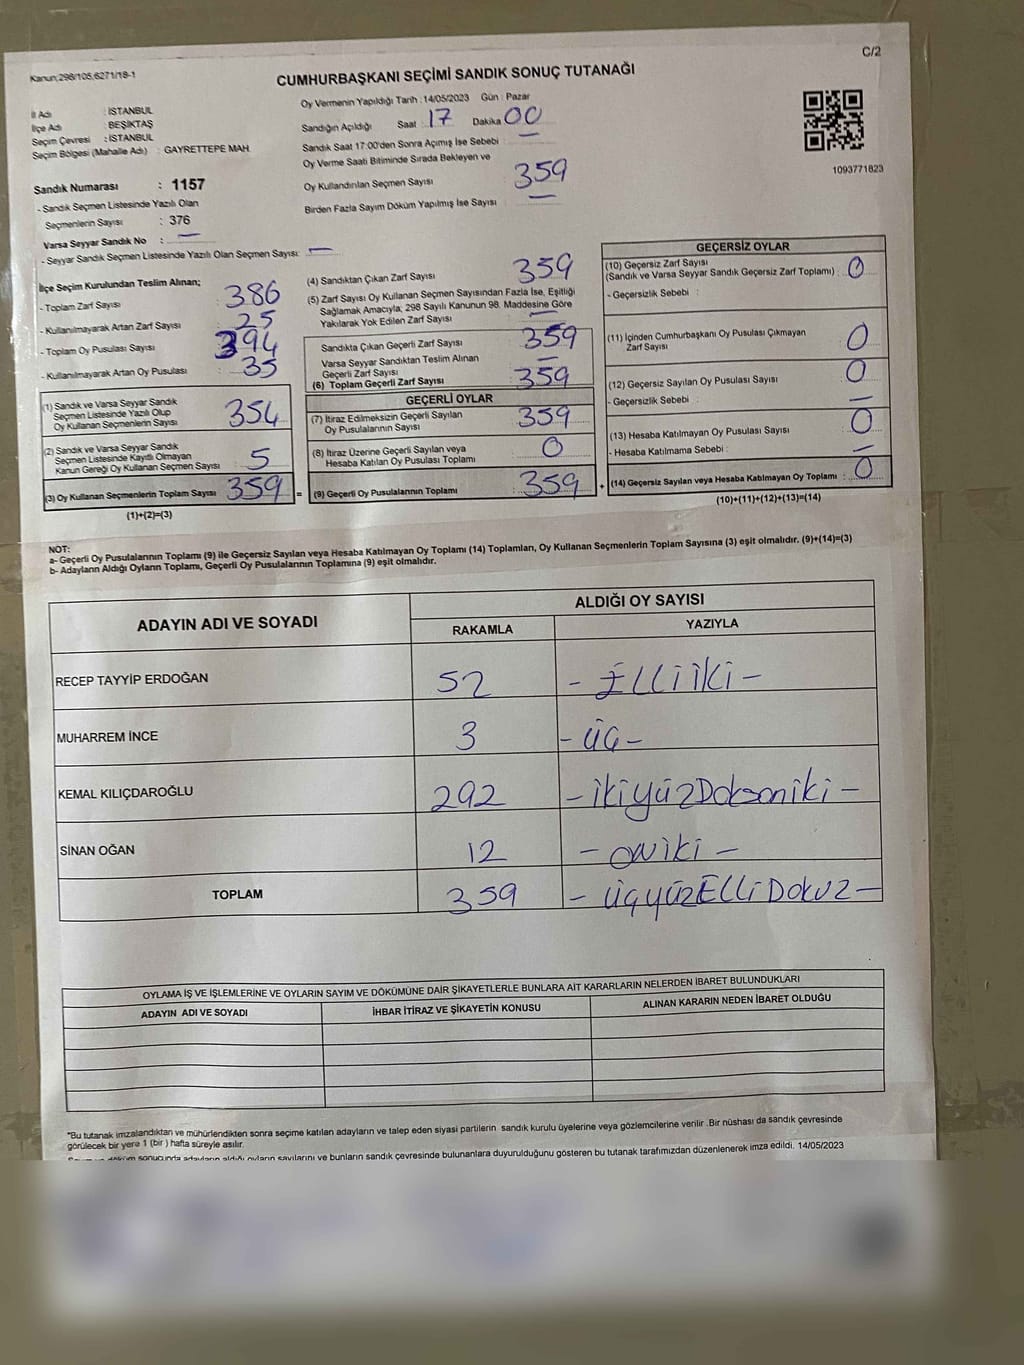 C/2
Kanun;298/105,6271/18-1
CUMHURBAŞKANI SEÇİMİ SANDIK SONUÇ TUTANAĞI
İl Adı : İSTANBUL
İlçe Adı : BEŞİKTAŞ
Seçim Çevresi : İSTANBUL
Seçim Bölgesi (Mahalle Adı) : GAYRETTEPE MAH.
Sandık Numarası : 1157
- Sandık Seçmen Listesinde Yazılı Olan
Seçmenlerin Sayısı : 376
Varsa Seyyar Sandık No : —
- Seyyar Sandık Seçmen Listesinde Yazılı Olan Seçmen Sayısı: —
Oy Vermenin Yapıldığı Tarih : 14/05/2023 Gün : Pazar
Sandığın Açıldığı Saat : 17 Dakika 00
Sandık Saat 17:00'den Sonra Açımış İse Sebebi : —
Oy Verme Saati Bitiminde Sırada Bekleyen ve
Oy Kullandırılan Seçmen Sayısı 359
Birden Fazla Sayım Döküm Yapılmış İse Sayısı —
1093771823
İlçe Seçim Kurulundan Teslim Alınan;
- Toplam Zarf Sayısı 386
- Kullanılmayarak Artan Zarf Sayısı 25
- Toplam Oy Pusulası Sayısı 394
- Kullanılmayarak Artan Oy Pusulası 35
(1) Sandık ve Varsa Seyyar Sandık
Seçmen Listesinde Yazılı Olup
Oy Kullanan Seçmenlerin Sayısı 354
(2) Sandık ve Varsa Seyyar Sandık
Seçmen Listesinde Kayıtlı Olmayan
Kanun Gereği Oy Kullanan Seçmen Sayısı 5
(3) Oy Kullanan Seçmenlerin Toplam Sayısı 359 =
(1)+(2)=(3)
(4) Sandıktan Çıkan Zarf Sayısı 359
(5) Zarf Sayısı Oy Kullanan Seçmen Sayısından Fazla İse, Eşitliği
Sağlamak Amacıyla; 298 Sayılı Kanunun 98. Maddesine Göre
Yakılarak Yok Edilen Zarf Sayısı : —
Sandıkta Çıkan Geçerli Zarf Sayısı 359
Varsa Seyyar Sandıktan Teslim Alınan
Geçerli Zarf Sayısı —
(6) Toplam Geçerli Zarf Sayısı 359
GEÇERLİ OYLAR
(7) İtiraz Edilmeksizin Geçerli Sayılan
Oy Pusulalarının Sayısı 359
(8) İtiraz Üzerine Geçerli Sayılan veya
Hesaba Katılan Oy Pusulası Toplamı 0
(9) Geçerli Oy Pusulalarının Toplamı 359 +
GEÇERSİZ OYLAR
(10) Geçersiz Zarf Sayısı
(Sandık ve Varsa Seyyar Sandık Geçersiz Zarf Toplamı) : 0
- Geçersizlik Sebebi :
(11) İçinden Cumhurbaşkanı Oy Pusulası Çıkmayan
Zarf Sayısı 0
(12) Geçersiz Sayılan Oy Pusulası Sayısı 0
- Geçersizlik Sebebi : —
(13) Hesaba Katılmayan Oy Pusulası Sayısı 0
- Hesaba Katılmama Sebebi : —
(14) Geçersiz Sayılan veya Hesaba Katılmayan Oy Toplamı : 0
(10)+(11)+(12)+(13)=(14)
NOT:
a- Geçerli Oy Pusulalarının Toplamı (9) ile Geçersiz Sayılan veya Hesaba Katılmayan Oy Toplamı (14) Toplamları, Oy Kullanan Seçmenlerin Toplam Sayısına (3) eşit olmalıdır. (9)+(14)=(3)
b- Adayların Aldığı Oyların Toplamı, Geçerli Oy Pusulalarının Toplamına (9) eşit olmalıdır.
ADAYIN ADI VE SOYADI ALDIĞI OY SAYISI
RAKAMLA YAZIYLA
RECEP TAYYİP ERDOĞAN 52 - ELLİİKİ -
MUHARREM İNCE 3 - ÜÇ -
KEMAL KILIÇDAROĞLU 292 - ikiyüzDoksaniki -
SİNAN OĞAN 12 - ONİKİ -
TOPLAM 359 - ÜÇYÜZELLİDOKUZ -
OYLAMA İŞ VE İŞLEMLERİNE VE OYLARIN SAYIM VE DÖKÜMÜNE DAİR ŞİKAYETLERLE BUNLARA AİT KARARLARIN NELERDEN İBARET BULUNDUKLARI
ADAYIN ADI VE SOYADI İHBAR İTİRAZ VE ŞİKAYETİN KONUSU ALINAN KARARIN NEDEN İBARET OLDUĞU
"Bu tutanak imzalandıktan ve mühürlendikten sonra seçime katılan adayların ve talep eden siyasi partilerin sandık kurulu üyelerine veya gözlemcilerine verilir .Bir nüshası da sandık çevresinde
görülecek bir yere 1 (bir ) hafta süreyle asılır.
döküm sonucunda adayların aldığı oyların sayılarını ve bunların sandık çevresinde bulunanlara duyurulduğunu gösteren bu tutanak tarafımızdan düzenlenerek imza edildi. 14/05/2023